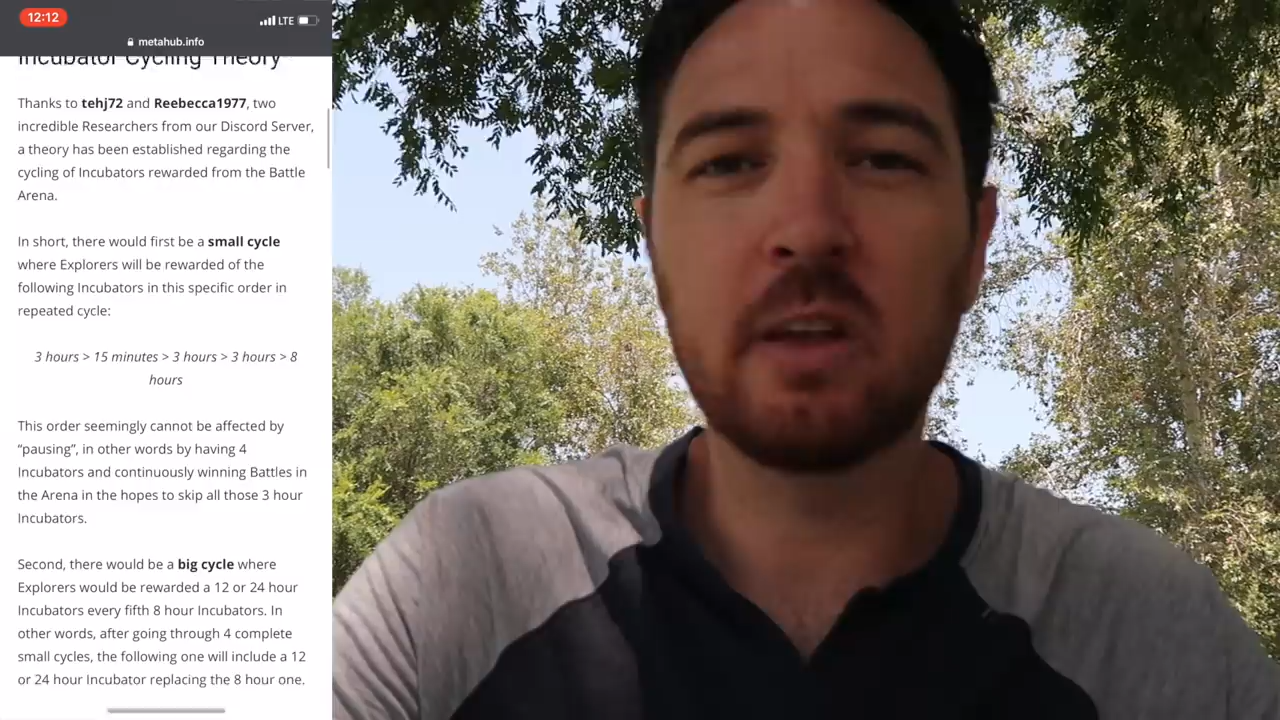 12:12
LTE
metahub.info
Incubator Cycling Theory
Thanks to tehj72 and Reebecca1977, two
incredible Researchers from our Discord Server,
a theory has been established regarding the
cycling of Incubators rewarded from the Battle
Arena.
In short, there would first be a small cycle
where Explorers will be rewarded of the
following Incubators in this specific order in
repeated cycle:
3 hours > 15 minutes > 3 hours > 3 hours > 8
hours
This order seemingly cannot be affected by
“pausing”, in other words by having 4
Incubators and continuously winning Battles in
the Arena in the hopes to skip all those 3 hour
Incubators.
Second, there would be a big cycle where
Explorers would be rewarded a 12 or 24 hour
Incubators every fifth 8 hour Incubators. In
other words, after going through 4 complete
small cycles, the following one will include a 12
or 24 hour Incubator replacing the 8 hour one.